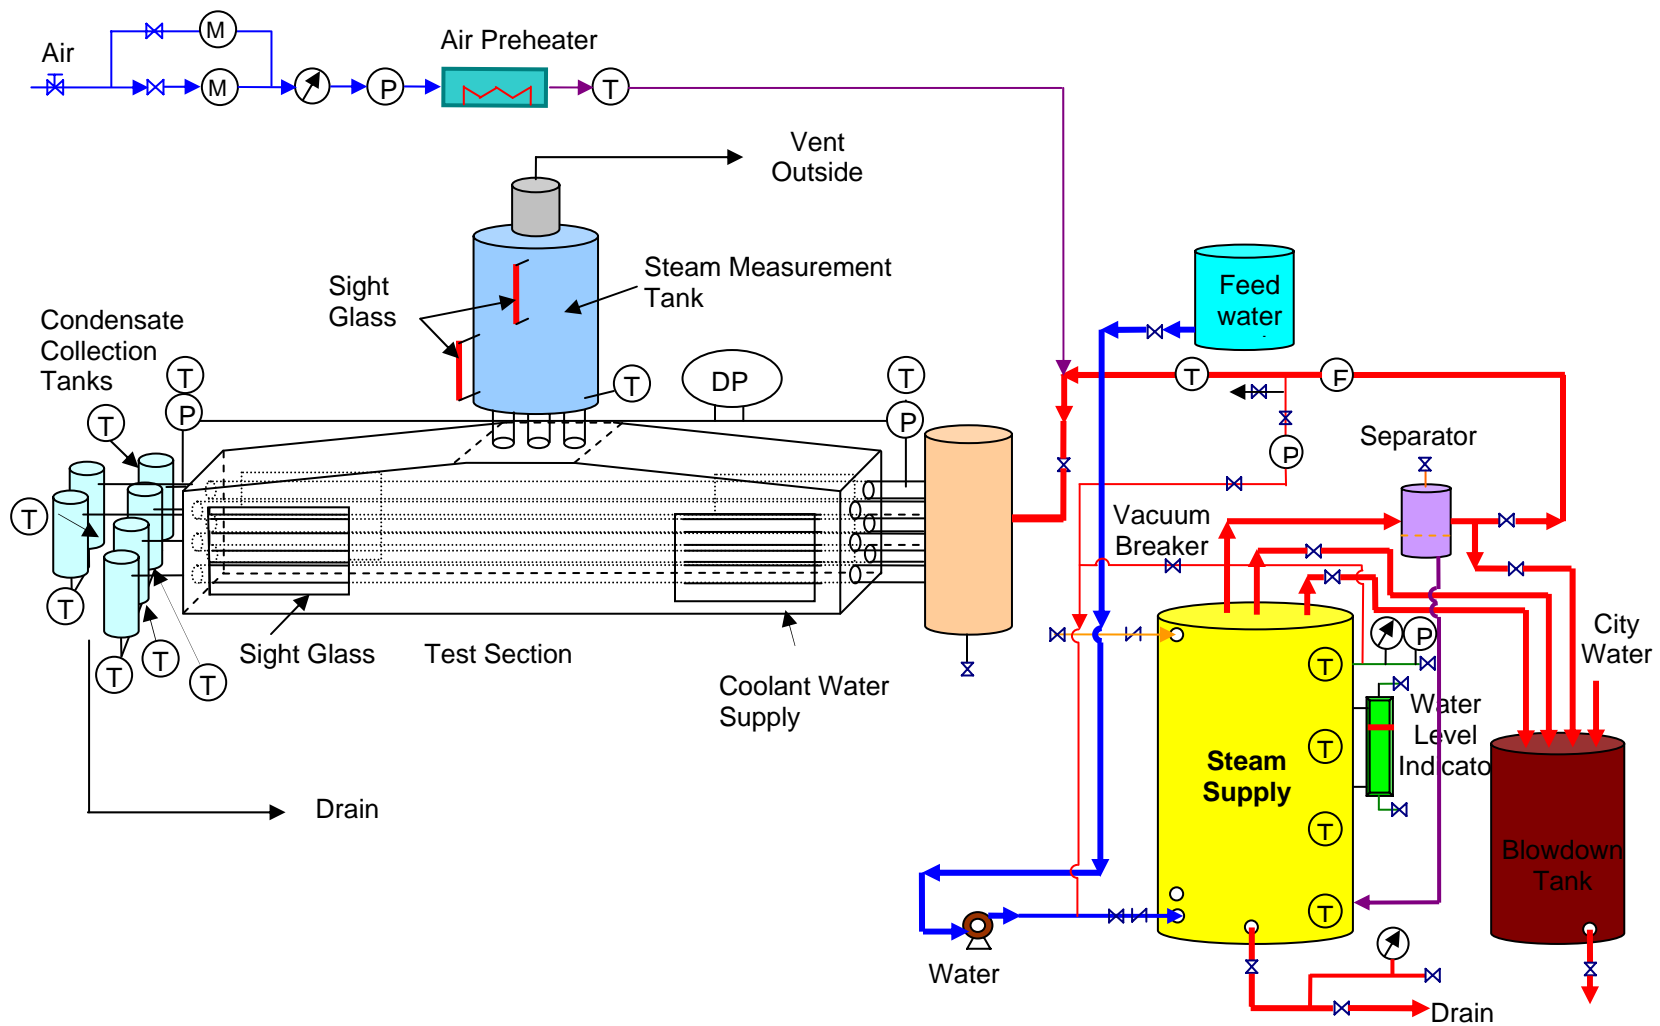 Air
M
M
P
Air Preheater
T
Vent
Outside
Sight
Glass
Steam Measurement
Tank
T
DP
T
P
Condensate
Collection
Tanks
T
P
T
T
T
T
T
T
Sight Glass
Test Section
Coolant Water
Supply
Drain
Feed
water
T
F
P
Separator
Vacuum
Breaker
P
City
Water
T
T
T
T
Steam
Supply
Water
Level
Indicato
Blowdown
Tank
Water
Drain